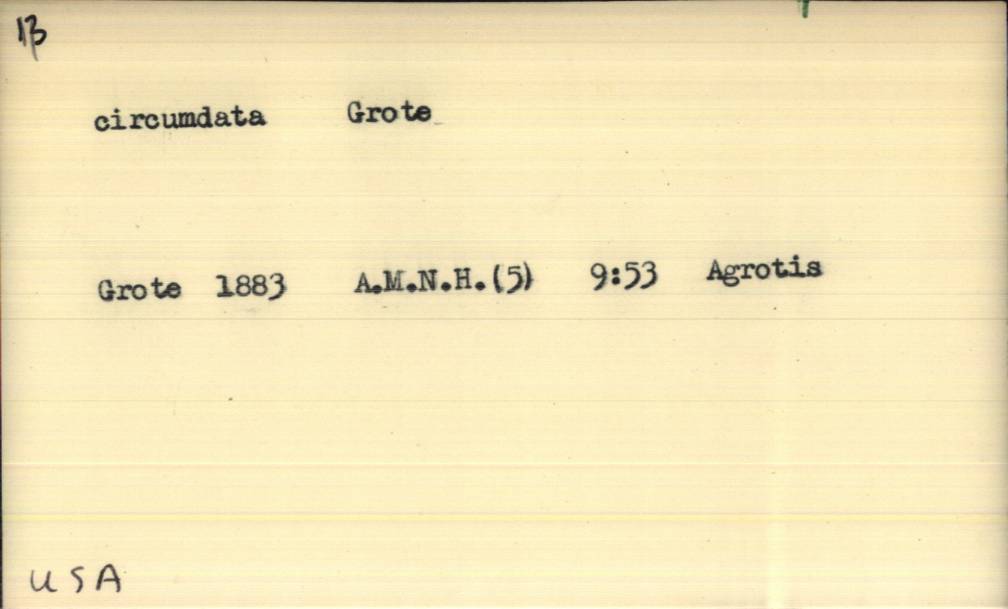 13
circumdata Grote
Grote 1883 A.M.N.H.(5) 9:53 Agrotis
USA